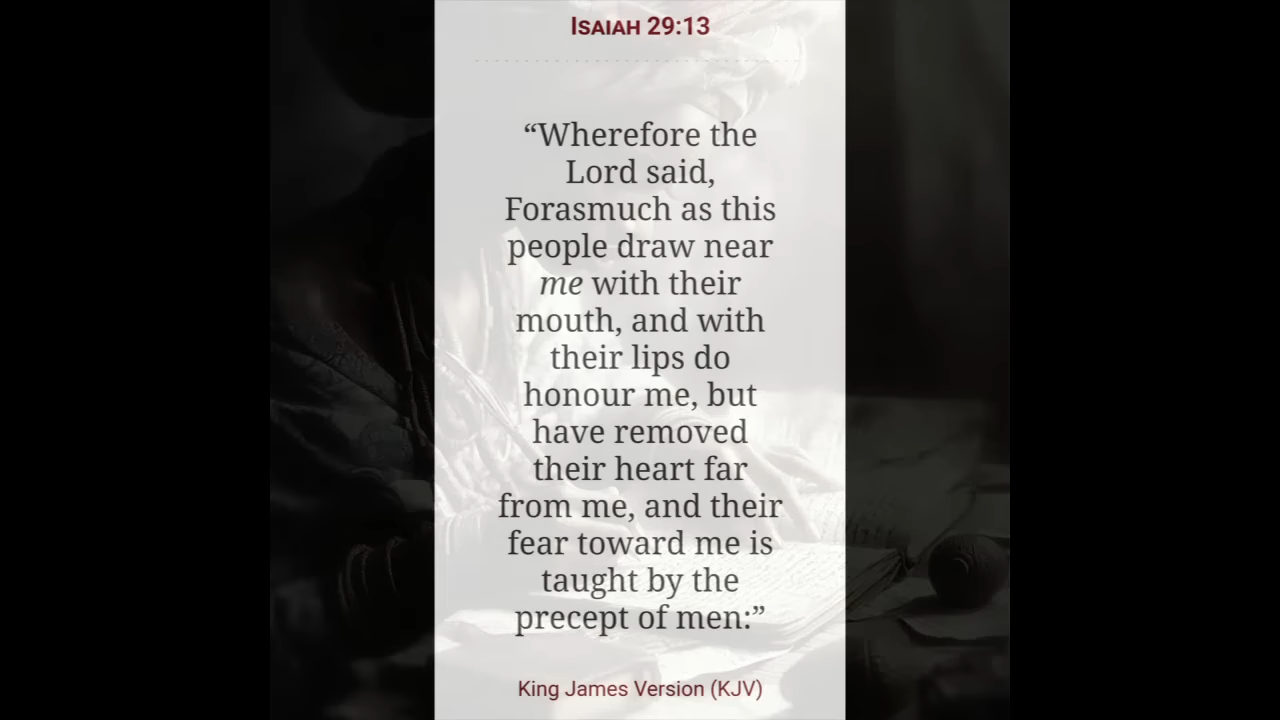 Isaiah 29:13
“Wherefore the
Lord said,
Forasmuch as this
people draw near
me with their
mouth, and with
their lips do
honour me, but
have removed
their heart far
from me, and their
fear toward me is
taught by the
precept of men:”
King James Version (KJV)